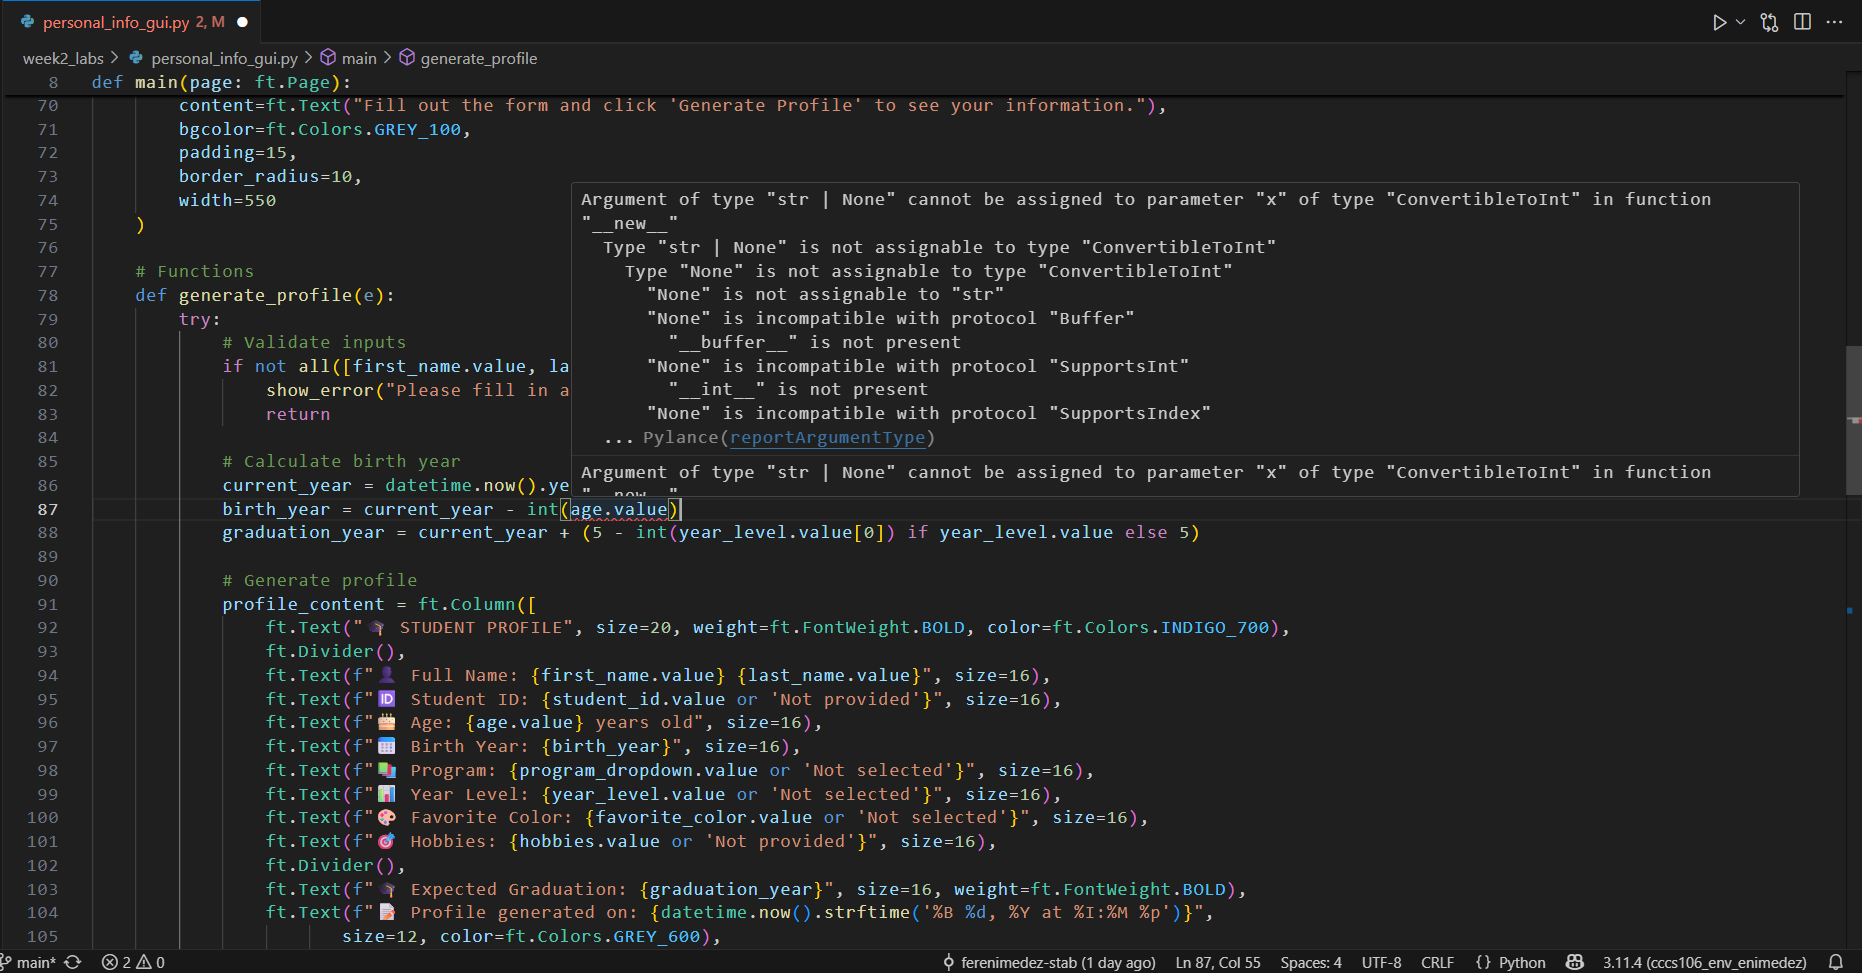 personal_info_gui.py 2, M
week2_labs > personal_info_gui.py > main > generate_profile
8 def main(page: ft.Page):
70 content=ft.Text("Fill out the form and click 'Generate Profile' to see your information."),
71 bgcolor=ft.Colors.GREY_100,
72 padding=15,
73 border_radius=10,
74 width=550
75 )
76
77 # Functions
78 def generate_profile(e):
79 try:
80 # Validate inputs
81 if not all([first_name.value, la
82 show_error("Please fill in a
83 return
84
85 # Calculate birth year
86 current_year = datetime.now().ye
87 birth_year = current_year - int(age.value)
88 graduation_year = current_year + (5 - int(year_level.value[0]) if year_level.value else 5)
89
90 # Generate profile
91 profile_content = ft.Column([
92 ft.Text("🎓 STUDENT PROFILE", size=20, weight=ft.FontWeight.BOLD, color=ft.Colors.INDIGO_700),
93 ft.Divider(),
94 ft.Text(f"👤 Full Name: {first_name.value} {last_name.value}", size=16),
95 ft.Text(f"🆔 Student ID: {student_id.value or 'Not provided'}", size=16),
96 ft.Text(f"🎂 Age: {age.value} years old", size=16),
97 ft.Text(f"📅 Birth Year: {birth_year}", size=16),
98 ft.Text(f"📚 Program: {program_dropdown.value or 'Not selected'}", size=16),
99 ft.Text(f"📊 Year Level: {year_level.value or 'Not selected'}", size=16),
100 ft.Text(f"🎨 Favorite Color: {favorite_color.value or 'Not selected'}", size=16),
101 ft.Text(f"🎯 Hobbies: {hobbies.value or 'Not provided'}", size=16),
102 ft.Divider(),
103 ft.Text(f"🎓 Expected Graduation: {graduation_year}", size=16, weight=ft.FontWeight.BOLD),
104 ft.Text(f"📝 Profile generated on: {datetime.now().strftime('%B %d, %Y at %I:%M %p')}",
105 size=12, color=ft.Colors.GREY_600),
Argument of type "str | None" cannot be assigned to parameter "x" of type "ConvertibleToInt" in function
"__new__"
Type "str | None" is not assignable to type "ConvertibleToInt"
Type "None" is not assignable to type "ConvertibleToInt"
"None" is not assignable to "str"
"None" is incompatible with protocol "Buffer"
"__buffer__" is not present
"None" is incompatible with protocol "SupportsInt"
"__int__" is not present
"None" is incompatible with protocol "SupportsIndex"
... Pylance(reportArgumentType)
Argument of type "str | None" cannot be assigned to parameter "x" of type "ConvertibleToInt" in function
"__new__"
main* 2 0 ferenimedez-stab (1 day ago) Ln 87, Col 55 Spaces: 4 UTF-8 CRLF {} Python 3.11.4 (cccs106_env_enimedez)